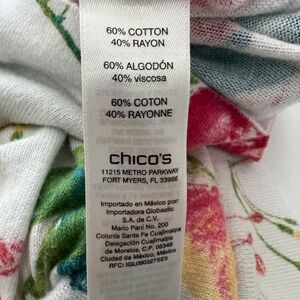 60% COTTON
40% RAYON
60% ALGODÓN
40% viscosa
60% COTON
40% RAYONNE
chico's
11215 METRO PARKWAY
FORT MYERS, FL 33966
Importado en México por:
Importadora Globastic
S.A. de C.V.
Mario Pani No. 200
Colonia Santa Fe Cuajimalpa
Delegación Cuajimalpa
de Morelos, C.P. 05348
Ciudad de México, México
RFC: IGL090327SE3